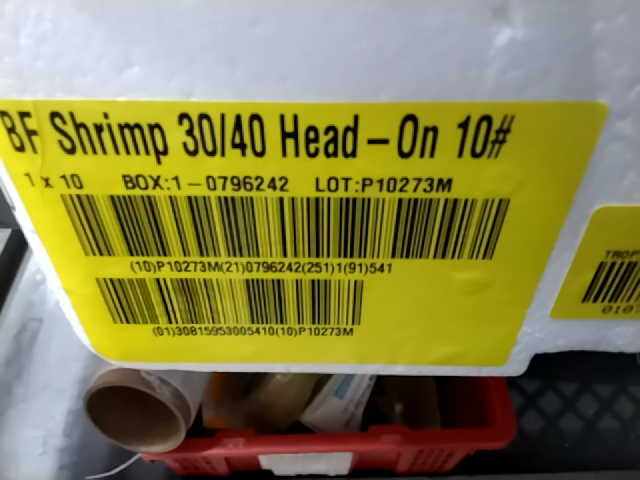 BF Shrimp 30/40 Head-On 10#
1 x 10 BOX:1-0796242 LOT:P10273M
(10)P10273M(21)0796242(251)1(91)541
(01)30815953005410(10)P10273M